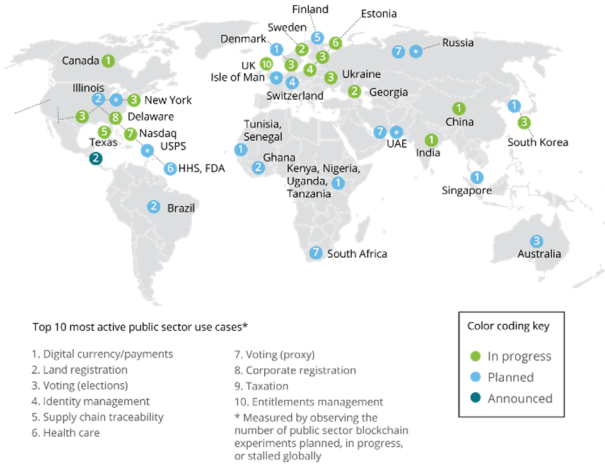 Finland
Sweden
Estonia
Denmark
5
6
Russia
Canada
1
1
2
3
7
*
UK
10
3
4
Isle of Man
*
4
3
Ukraine
Switzerland
Illinois
2
*
3
New York
2
Georgia
3
8
Delaware
5
Texas
7
Nasdaq
USPS
*
2
6
HHS, FDA
Tunisia,
Senegal
1
Ghana
2
Kenya, Nigeria,
Uganda,
Tanzania
1
7
*
UAE
1
India
1
China
1
3
South Korea
1
Singapore
2
Brazil
7
South Africa
3
Australia
Top 10 most active public sector use cases*
1. Digital currency/payments
2. Land registration
3. Voting (elections)
4. Identity management
5. Supply chain traceability
6. Health care
7. Voting (proxy)
8. Corporate registration
9. Taxation
10. Entitlements management
* Measured by observing the
number of public sector blockchain
experiments planned, in progress,
or stalled globally
Color coding key
In progress
Planned
Announced